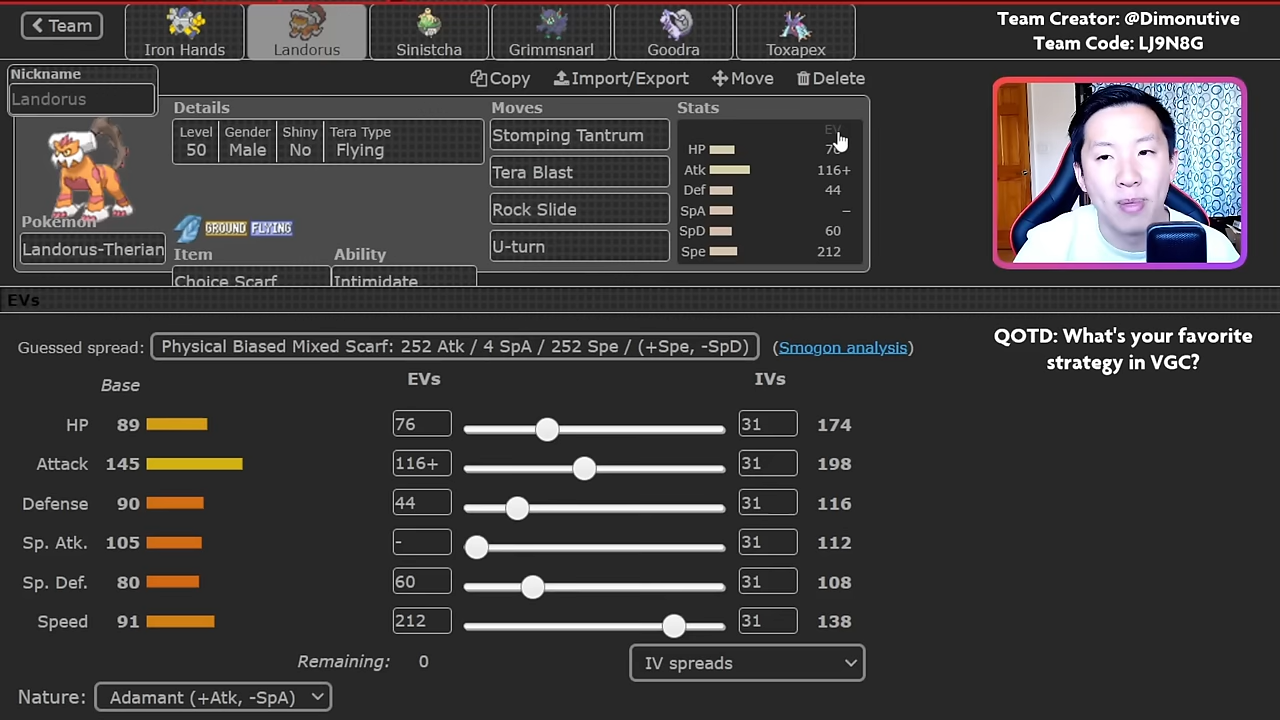 Team
Iron Hands
Landorus
Sinistcha
Grimmsnarl
Goodra
Toxapex
Team Creator: @Dimonutive
Team Code: LJ9N8G
Nickname
Landorus
Copy
Import/Export
Move
Delete
Details
Moves
Stats
Level
50
Gender
Male
Shiny
No
Tera Type
Flying
Stomping Tantrum
Tera Blast
Rock Slide
U-turn
EV
HP
Atk 116+
Def 44
SpA –
SpD 60
Spe 212
Pokémon
Landorus-Therian
GROUND FLYING
Item
Choice Scarf
Ability
Intimidate
EVs
Guessed spread: Physical Biased Mixed Scarf: 252 Atk / 4 SpA / 252 Spe / (+Spe, -SpD) (Smogon analysis)
QOTD: What's your favorite
strategy in VGC?
Base EVs IVs
HP 89 76 31 174
Attack 145 116+ 31 198
Defense 90 44 31 116
Sp. Atk. 105 - 31 112
Sp. Def. 80 60 31 108
Speed 91 212 31 138
Remaining: 0
IV spreads
Nature: Adamant (+Atk, -SpA)